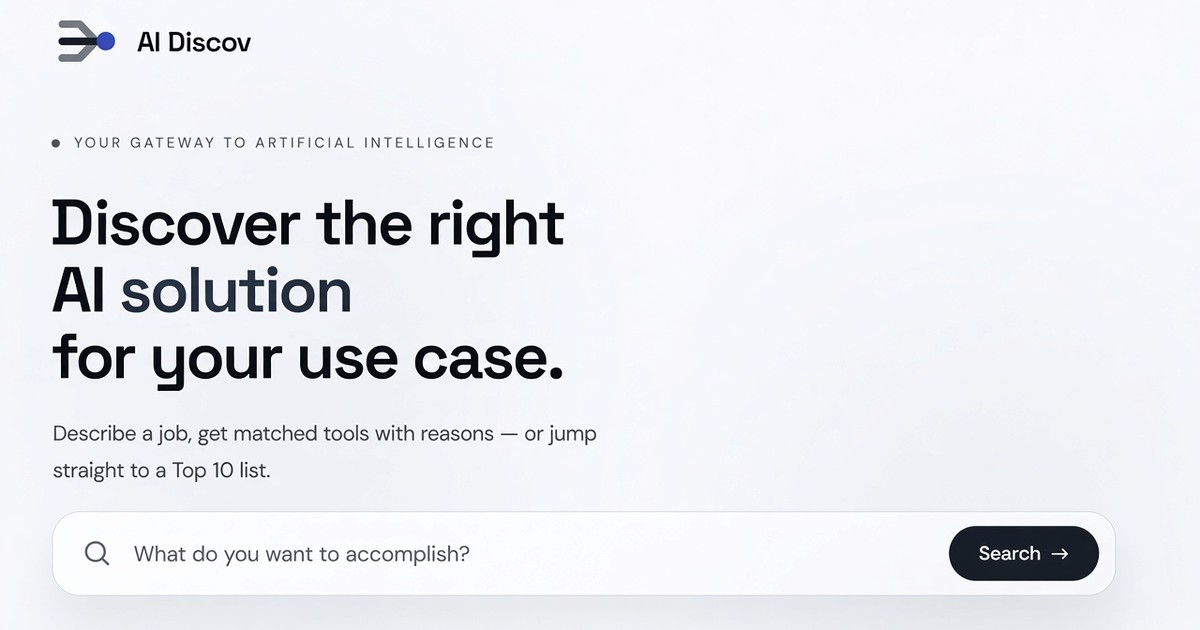 AI Discov
YOUR GATEWAY TO ARTIFICIAL INTELLIGENCE
Discover the right
AI solution
for your use case.
Describe a job, get matched tools with reasons — or jump
straight to a Top 10 list.
What do you want to accomplish?
Search →